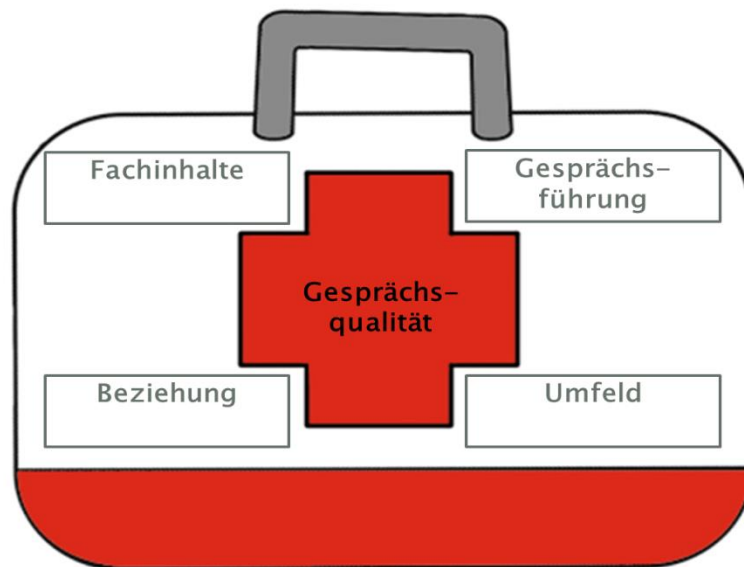 Fachinhalte
Gesprächs-
führung
Gesprächs-
qualität
Beziehung
Umfeld